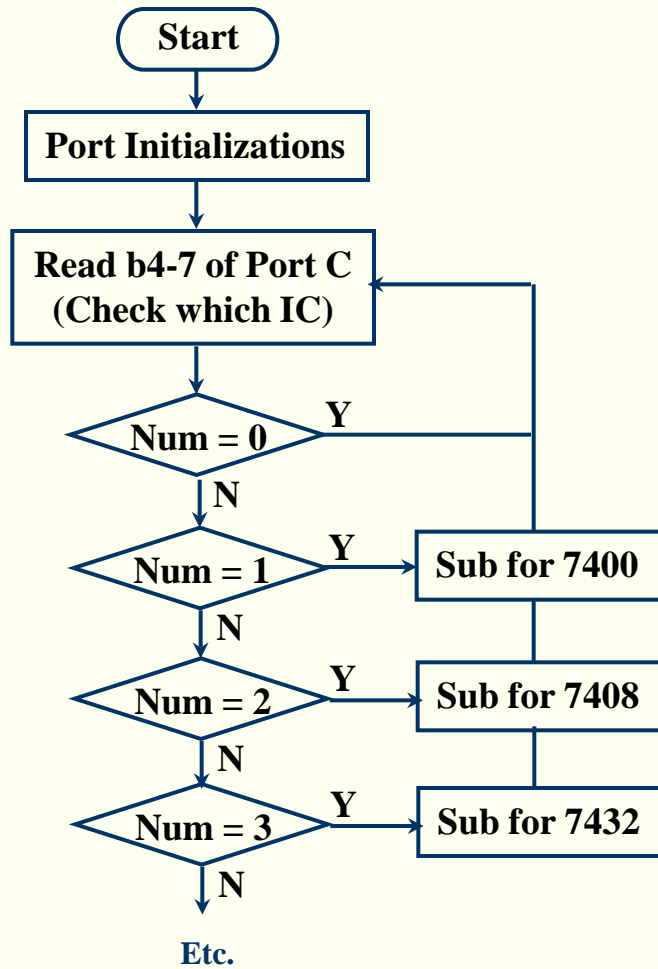 Start
Port Initializations
Read b4-7 of Port C
(Check which IC)
Num = 0
Y
N
Num = 1
Y
Sub for 7400
N
Num = 2
Y
Sub for 7408
N
Num = 3
Y
Sub for 7432
N
Etc.